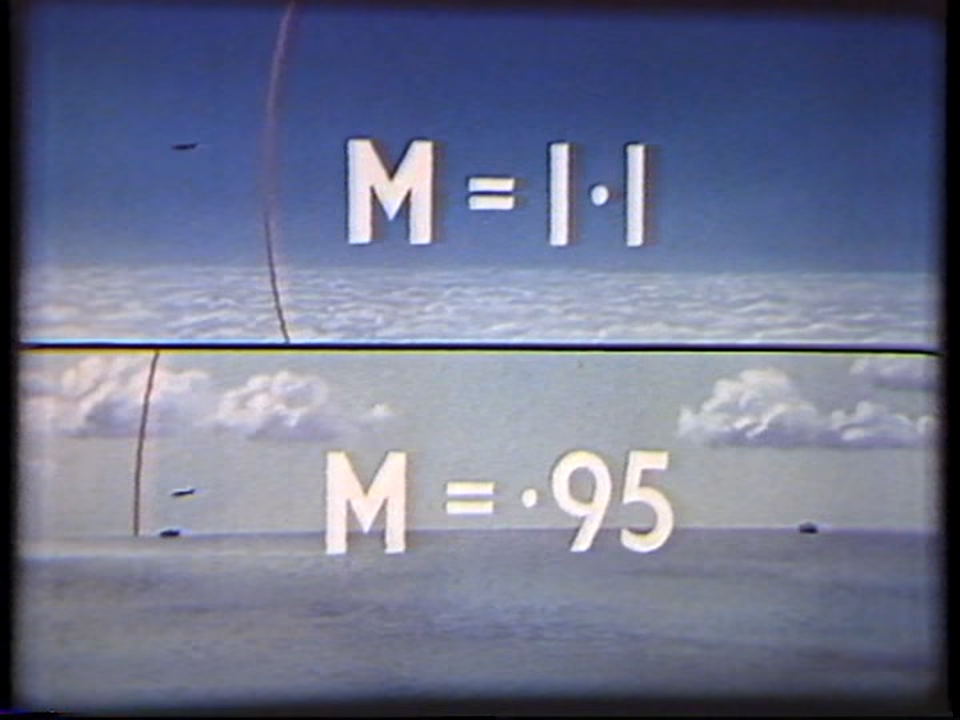 M = 1·1
M = ·95